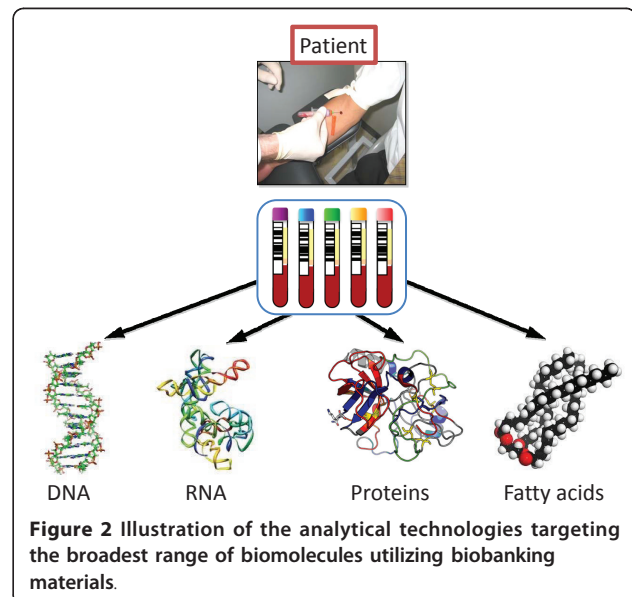 Patient
DNA
RNA
Proteins
Fatty acids
Figure 2 Illustration of the analytical technologies targeting
the broadest range of biomolecules utilizing biobanking
materials.